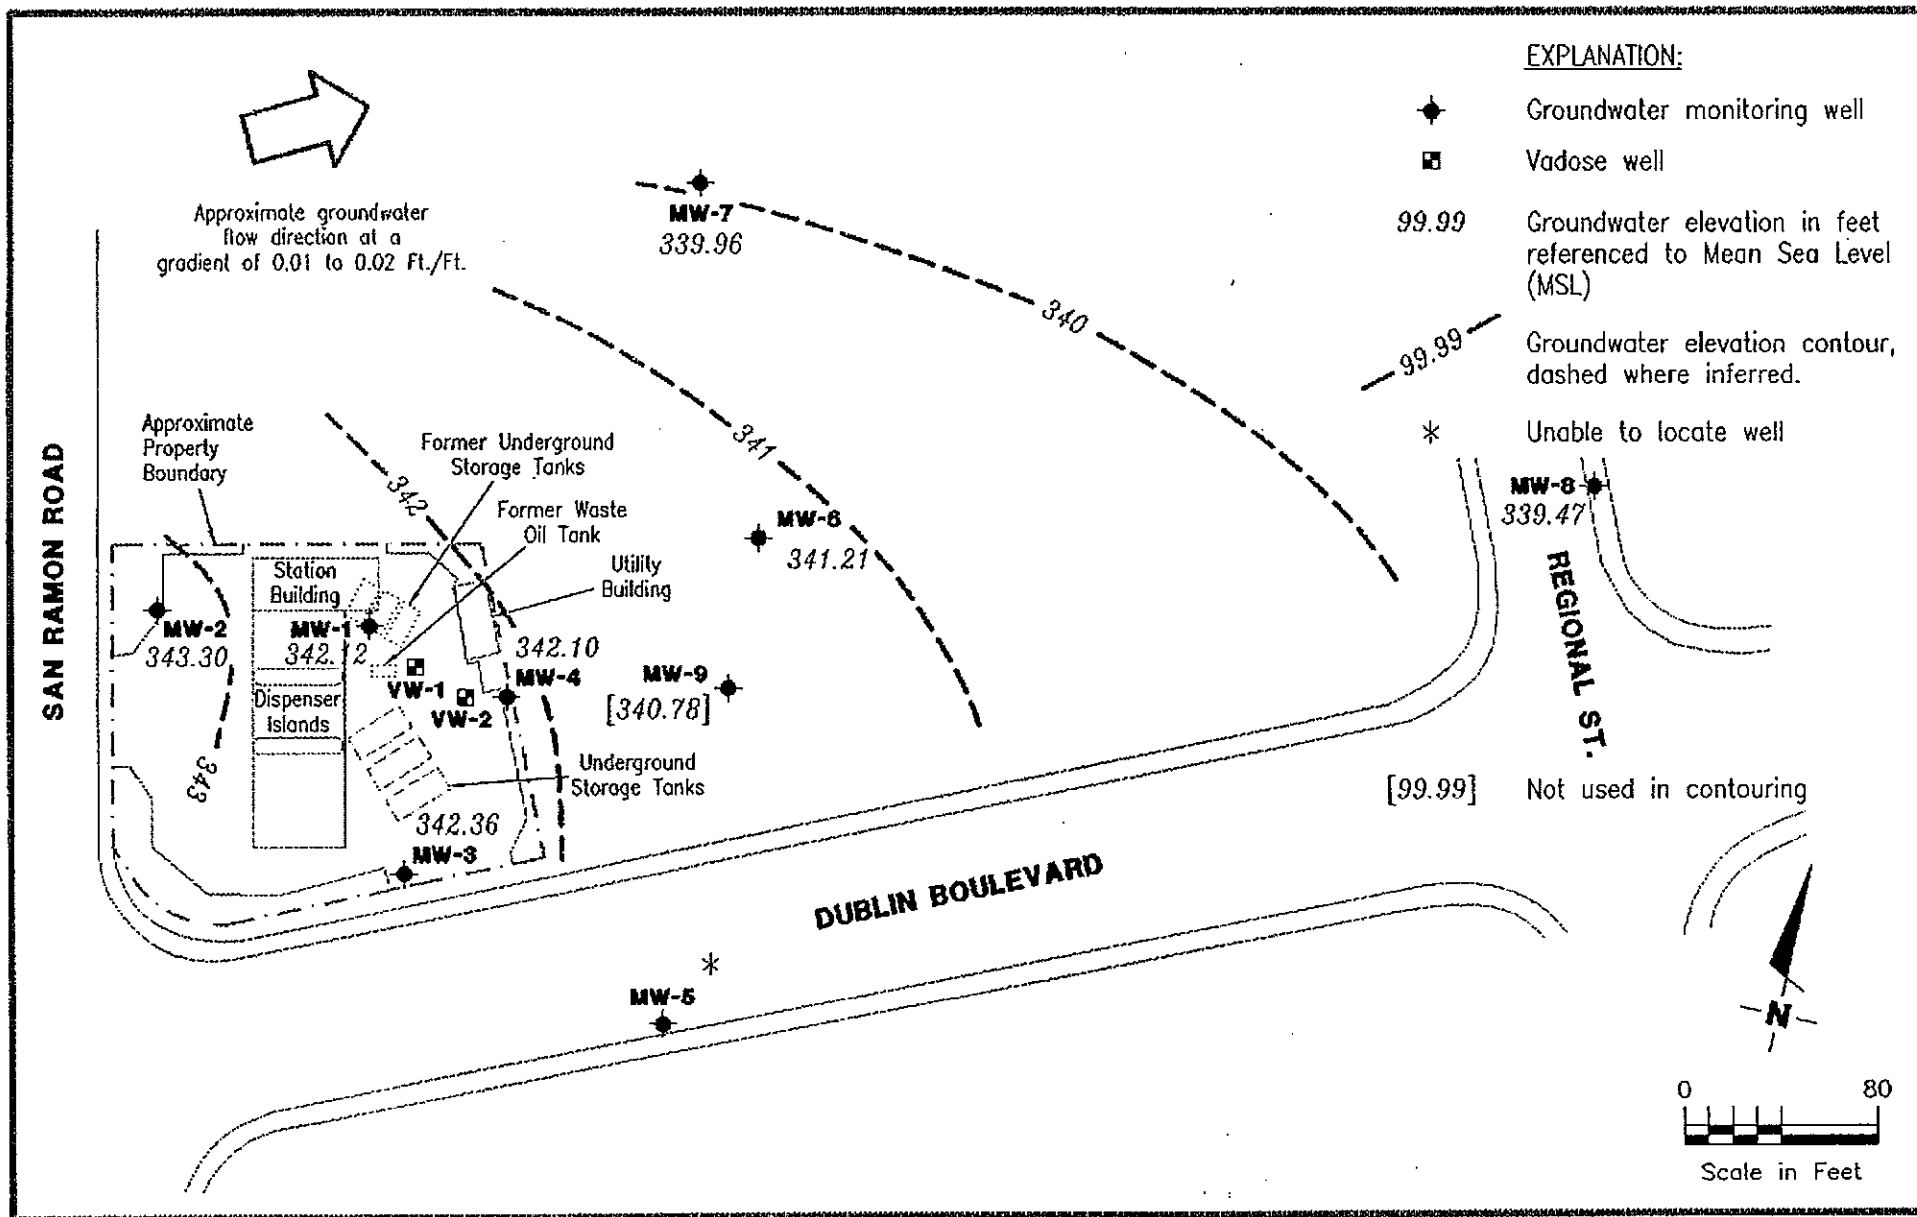 EXPLANATION:
Groundwater monitoring well
Vadose well
99.99 Groundwater elevation in feet
referenced to Mean Sea Level
(MSL)
99.99 Groundwater elevation contour,
dashed where inferred.
* Unable to locate well
[99.99] Not used in contouring
Approximate groundwater
flow direction at a
gradient of 0.01 to 0.02 Ft./Ft.
MW-7
339.96
340
341
342
343
Approximate
Property
Boundary
Former Underground
Storage Tanks
Former Waste
Oil Tank
Utility
Building
Station
Building
MW-6
341.21
MW-8
339.47
MW-2
343.30
MW-1
342.12
342.10
MW-4
VW-1
VW-2
MW-9
[340.78]
Dispenser
Islands
Underground
Storage Tanks
342.36
MW-3
*
MW-5
SAN RAMON ROAD
DUBLIN BOULEVARD
REGIONAL ST.
N
0 80
Scale in Feet